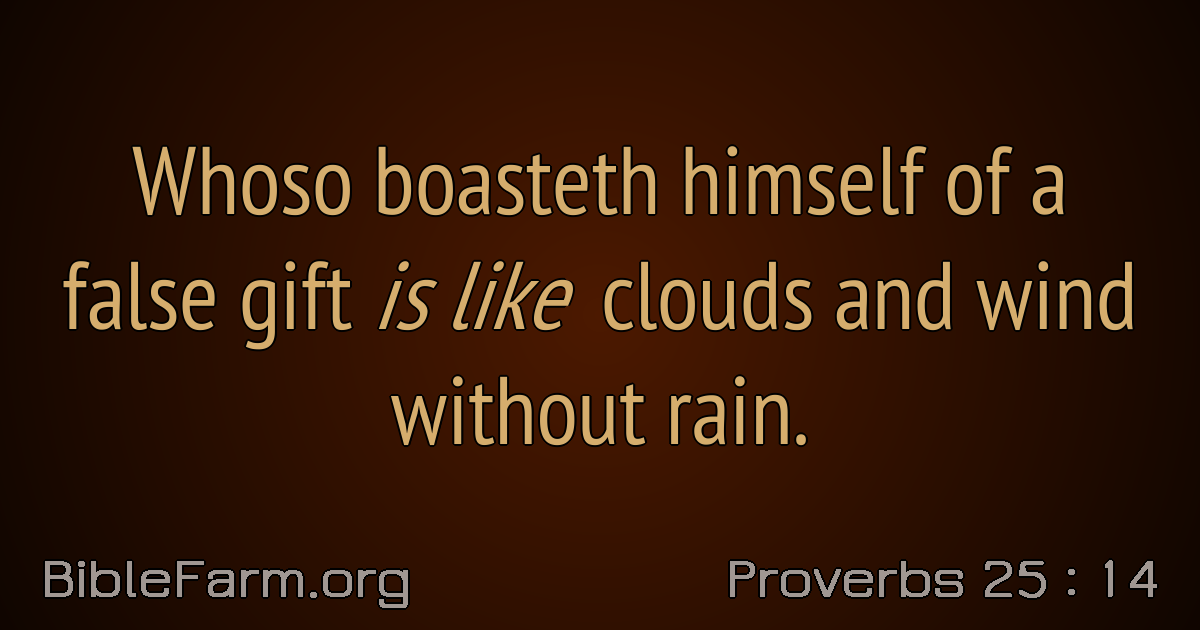 Whoso boasteth himself of a
false gift is like clouds and wind
without rain.
BibleFarm.org
Proverbs 25 : 14